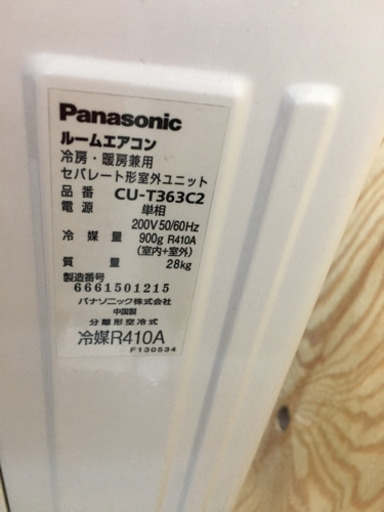 Panasonic
ルームエアコン
冷房・暖房兼用
セパレート形室外ユニット
品番 CU-T363C2
電源 単相
200V 50/60Hz
冷媒量 900g R410A
(室内+室外)
質量 28kg
製造番号
6661501215
パナソニック株式会社
中国製
分離形空冷式
冷媒R410A
F130534